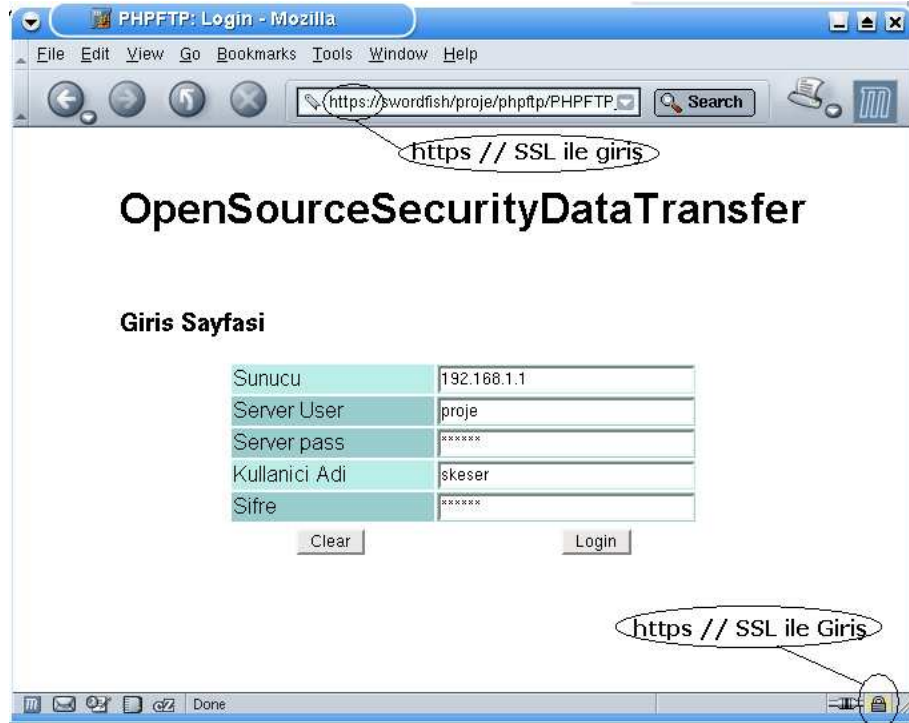 PHPFTP: Login - Mozilla
File Edit View Go Bookmarks Tools Window Help
https://swordfish/proje/phpftp/PHPFTP_ Search
https // SSL ile giriş
OpenSourceSecurityDataTransfer
Giris Sayfasi
Sunucu 192.168.1.1
Server User proje
Server pass ******
Kullanici Adi skeser
Sifre ******
Clear Login
https // SSL ile Giriş
Done